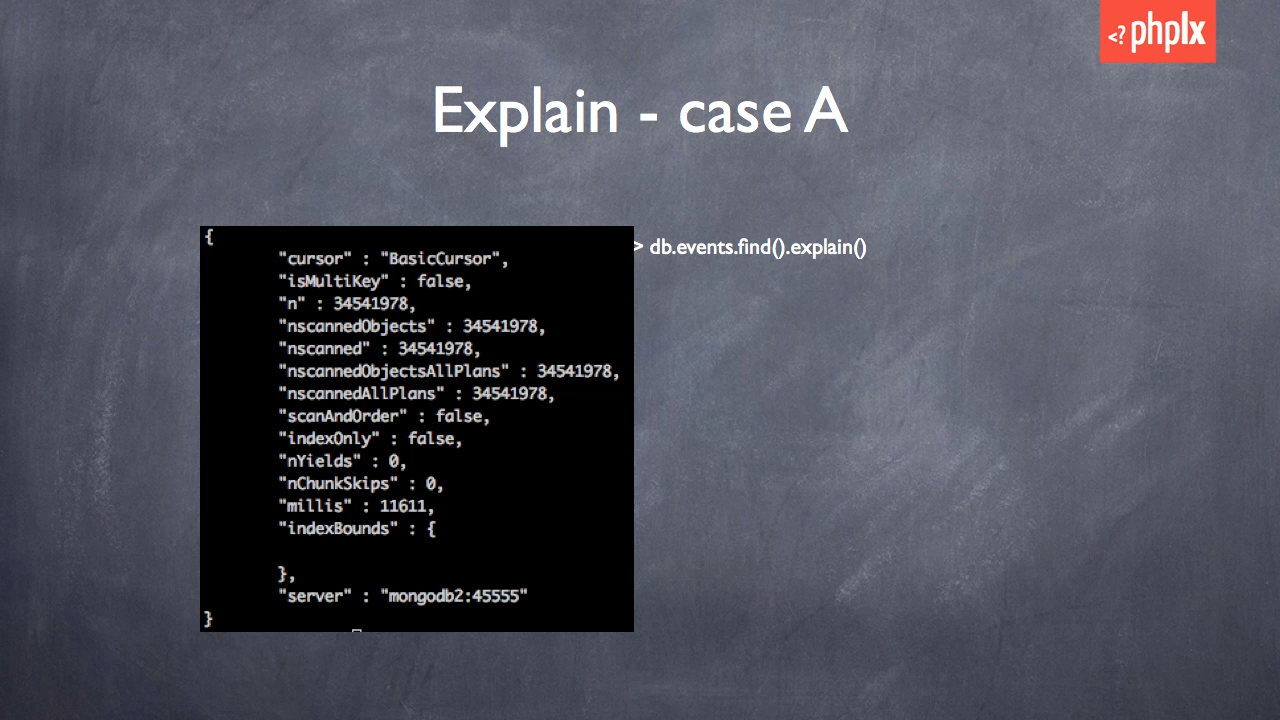 <? phplx
Explain - case A
{
"cursor" : "BasicCursor",
"isMultiKey" : false,
"n" : 34541978,
"nscannedObjects" : 34541978,
"nscanned" : 34541978,
"nscannedObjectsAllPlans" : 34541978,
"nscannedAllPlans" : 34541978,
"scanAndOrder" : false,
"indexOnly" : false,
"nYields" : 0,
"nChunkSkips" : 0,
"millis" : 11611,
"indexBounds" : {
},
"server" : "mongodb2:45555"
}
> db.events.find().explain()